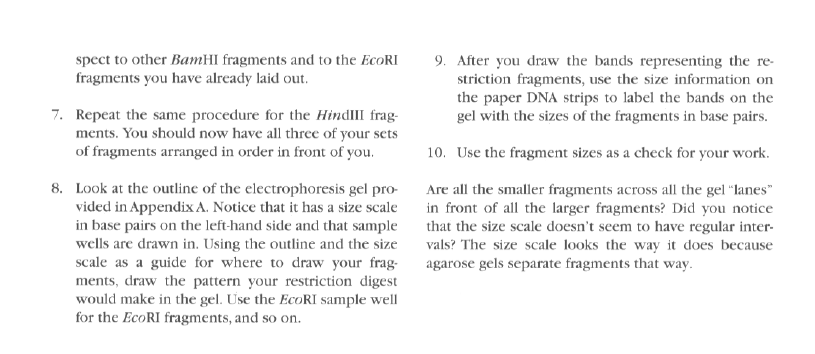 spect to other BamHI fragments and to the EcoRI
fragments you have already laid out.
7. Repeat the same procedure for the HindIII frag-
ments. You should now have all three of your sets
of fragments arranged in order in front of you.
8. Look at the outline of the electrophoresis gel pro-
vided in Appendix A. Notice that it has a size scale
in base pairs on the left-hand side and that sample
wells are drawn in. Using the outline and the size
scale as a guide for where to draw your frag-
ments, draw the pattern your restriction digest
would make in the gel. Use the EcoRI sample well
for the EcoRI fragments, and so on.
9. After you draw the bands representing the re-
striction fragments, use the size information on
the paper DNA strips to label the bands on the
gel with the sizes of the fragments in base pairs.
10. Use the fragment sizes as a check for your work.
Are all the smaller fragments across all the gel “lanes”
in front of all the larger fragments? Did you notice
that the size scale doesn’t seem to have regular inter-
vals? The size scale looks the way it does because
agarose gels separate fragments that way.